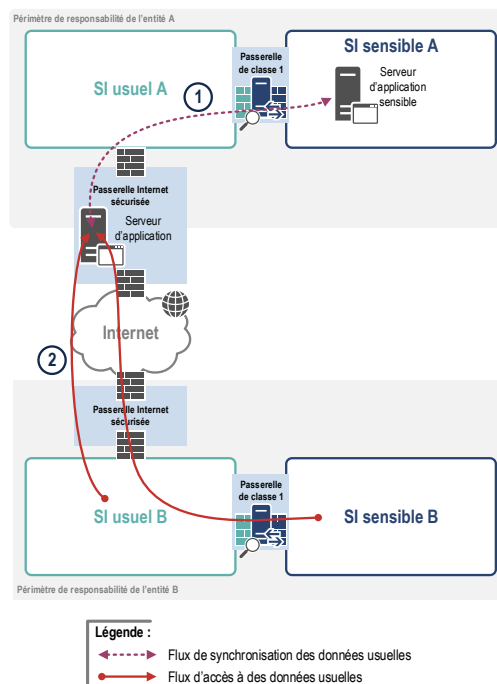 Périmètre de responsabilité de l'entité A
SI usuel A
Passerelle
de classe 1
SI sensible A
Serveur
d'application
sensible
1
Passerelle Internet
sécurisée
Serveur
d'application
Internet
2
Passerelle Internet
sécurisée
SI usuel B
Passerelle
de classe 1
SI sensible B
Périmètre de responsabilité de l'entité B
Légende :
Flux de synchronisation des données usuelles
Flux d'accès à des données usuelles